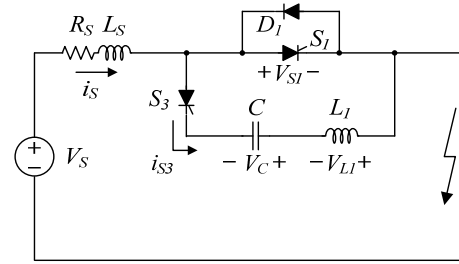 D1
RS LS
S1
+VS1−
iS
S3
C
L1
iS3
VS
+
−
−VC+
−VL1+